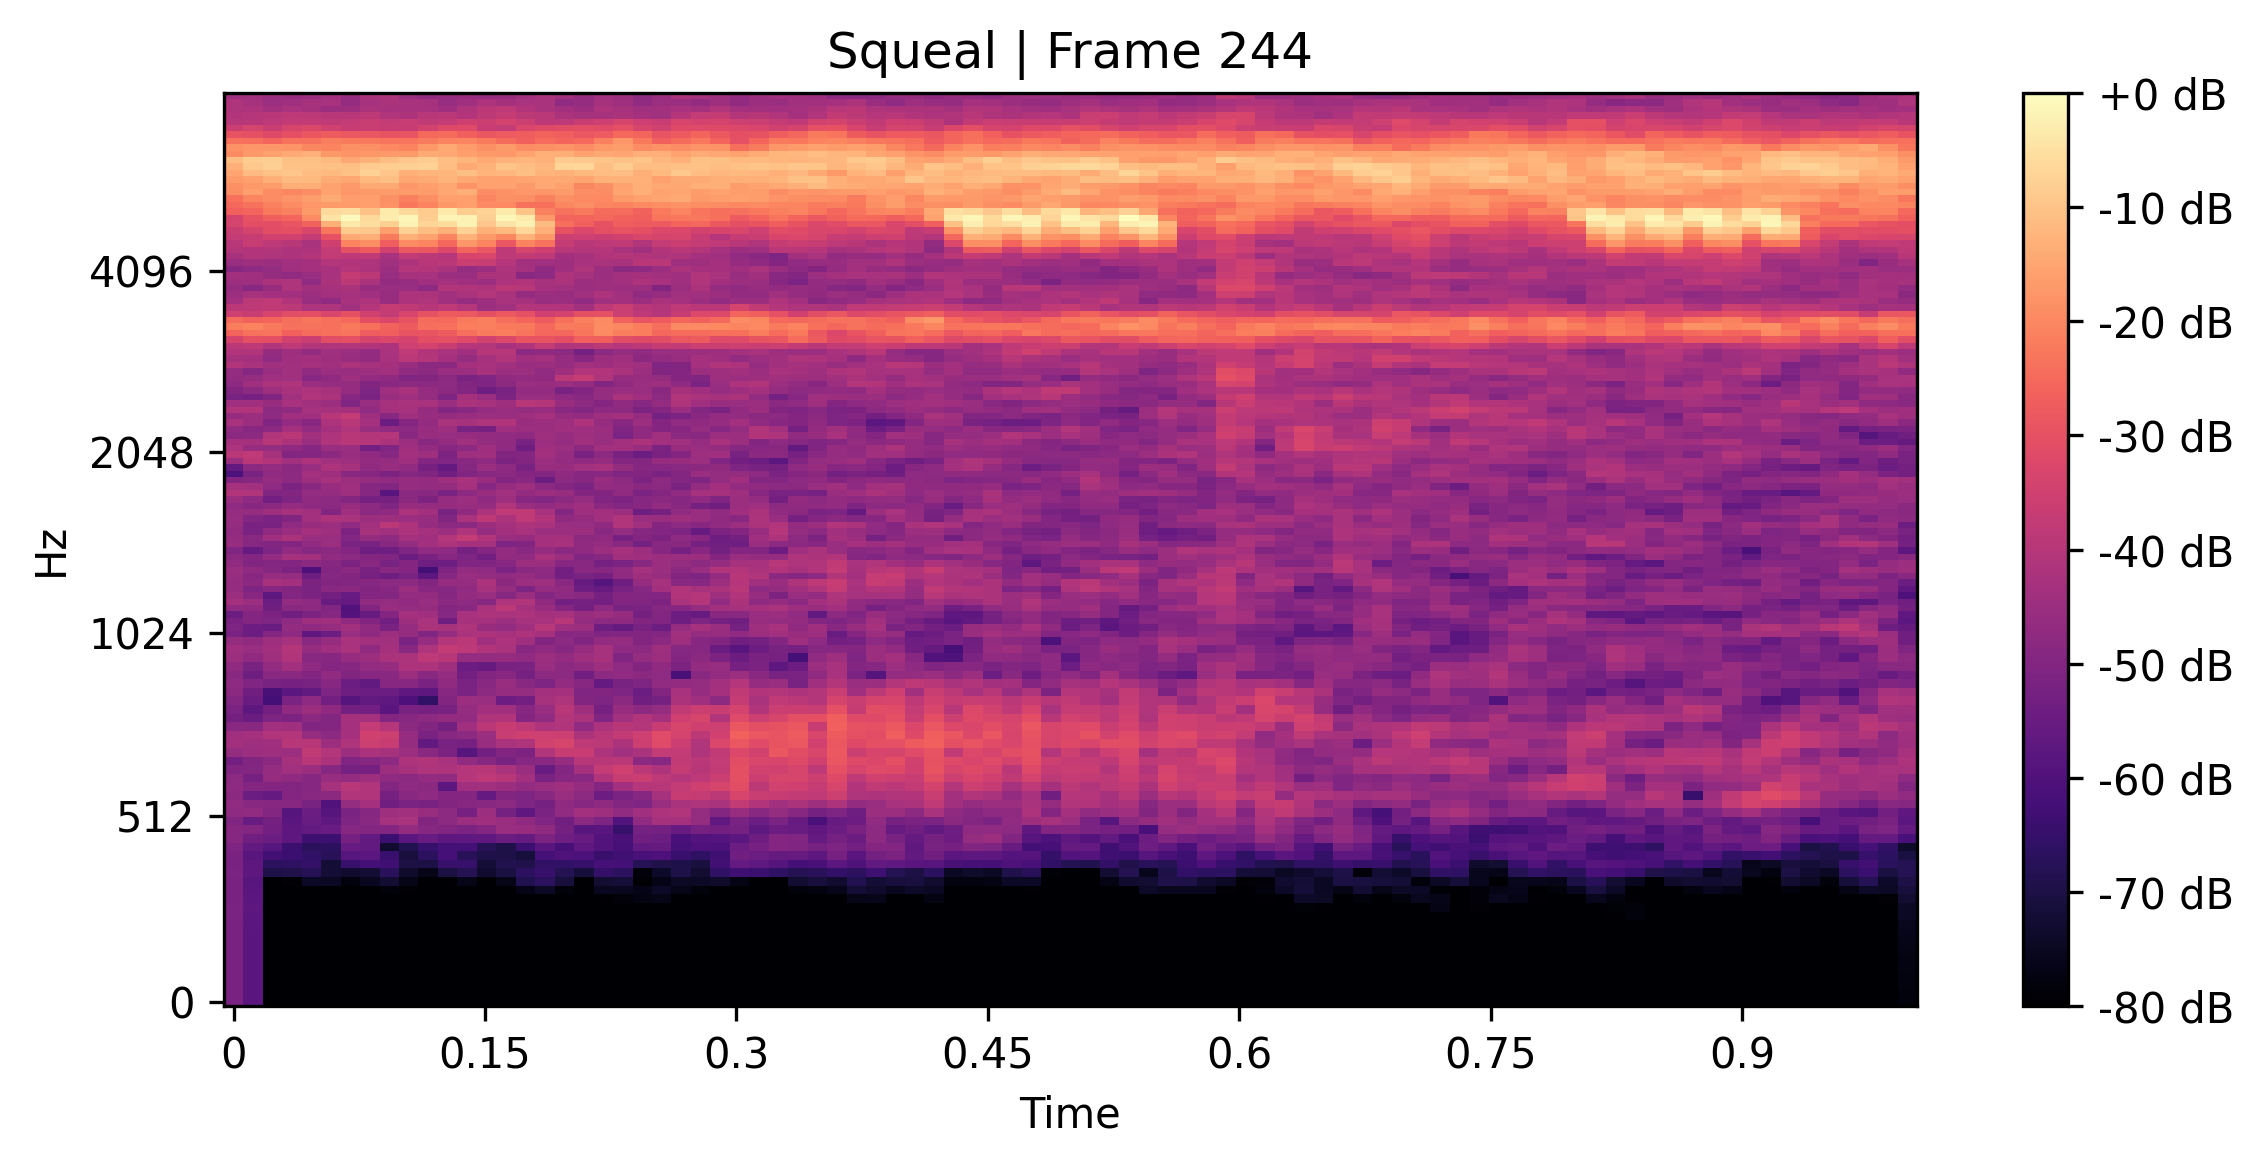 Squeal | Frame 244
Hz
4096
2048
1024
512
0
0 0.15 0.3 0.45 0.6 0.75 0.9
Time
+0 dB
-10 dB
-20 dB
-30 dB
-40 dB
-50 dB
-60 dB
-70 dB
-80 dB